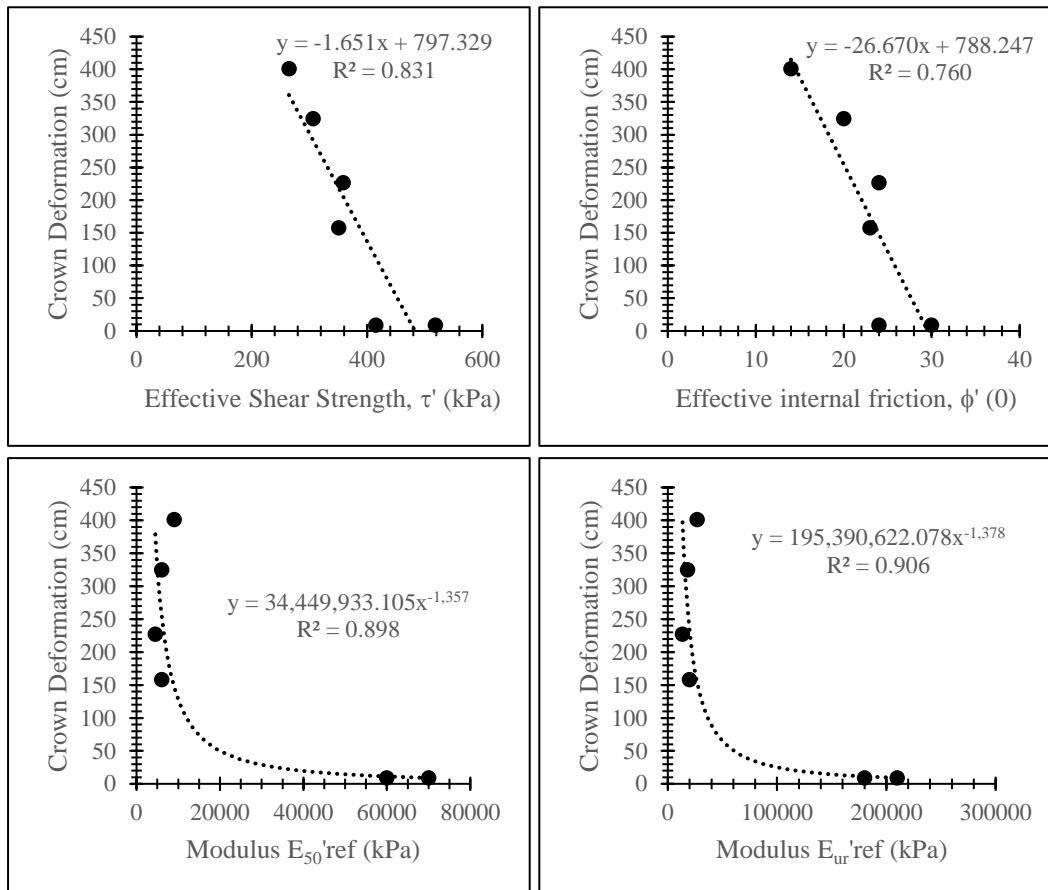 y = -1.651x + 797.329
R² = 0.831
450
400
350
300
250
200
150
100
50
0
Crown Deformation (cm)
0 200 400 600
Effective Shear Strength, τ' (kPa)
y = -26.670x + 788.247
R² = 0.760
450
400
350
300
250
200
150
100
50
0
Crown Deformation (cm)
0 10 20 30 40
Effective internal friction, ϕ' (0)
450
400
350
300
250
200
150
100
50
0
Crown Deformation (cm)
y = 34,449,933.105x⁻¹,³⁵⁷
R² = 0.898
0 20000 40000 60000 80000
Modulus E₅₀'ref (kPa)
450
400
350
300
250
200
150
100
50
0
Crown Deformation (cm)
y = 195,390,622.078x⁻¹,³⁷⁸
R² = 0.906
0 100000 200000 300000
Modulus Eᵤᵣ'ref (kPa)